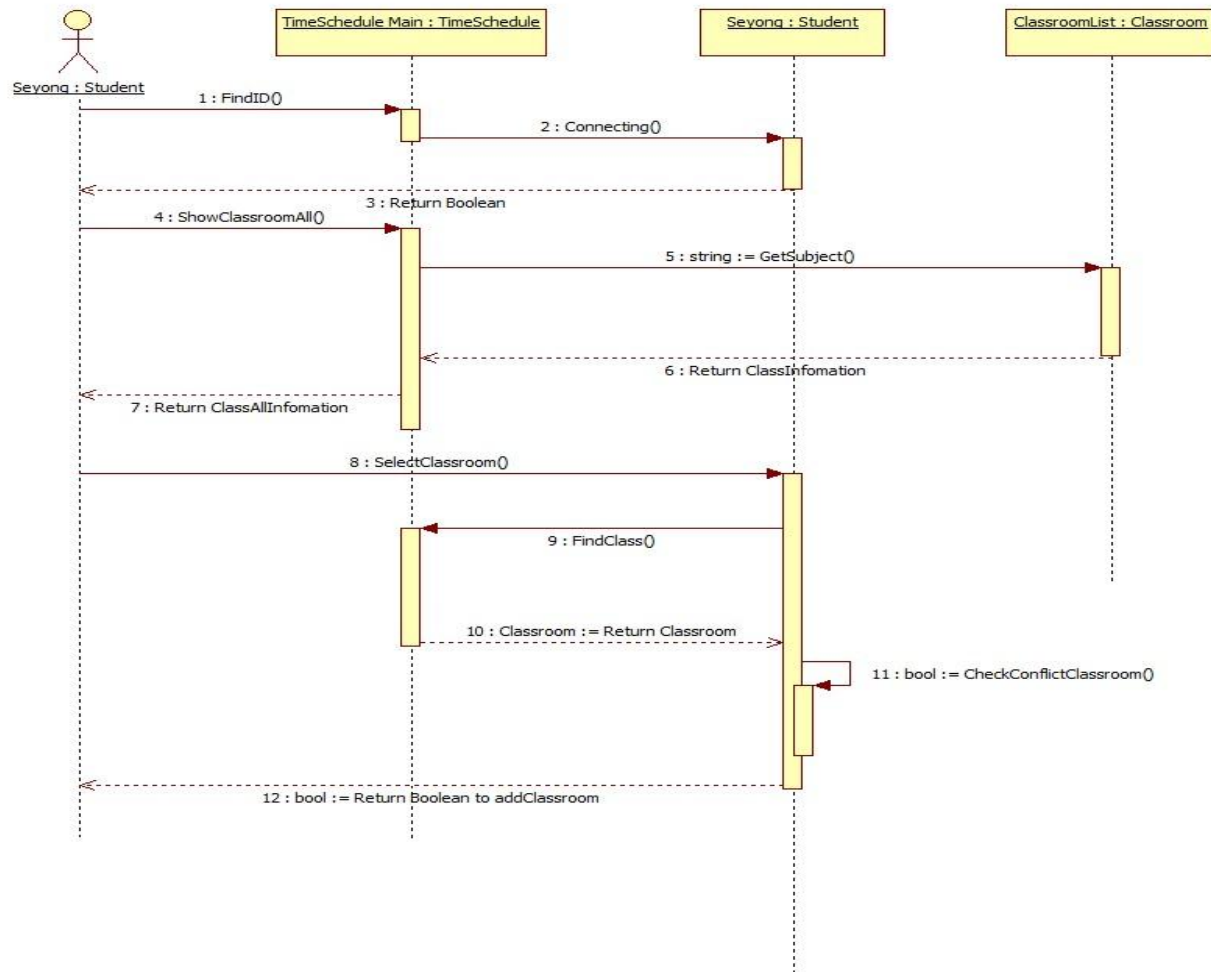 TimeSchedule Main : TimeSchedule
Seyong : Student
ClassroomList : Classroom
Seyong : Student
1 : FindID()
2 : Connecting()
3 : Return Boolean
4 : ShowClassroomAll()
5 : string := GetSubject()
6 : Return ClassInfomation
7 : Return ClassAllInfomation
8 : SelectClassroom()
9 : FindClass()
10 : Classroom := Return Classroom
11 : bool := CheckConflictClassroom()
12 : bool := Return Boolean to addClassroom